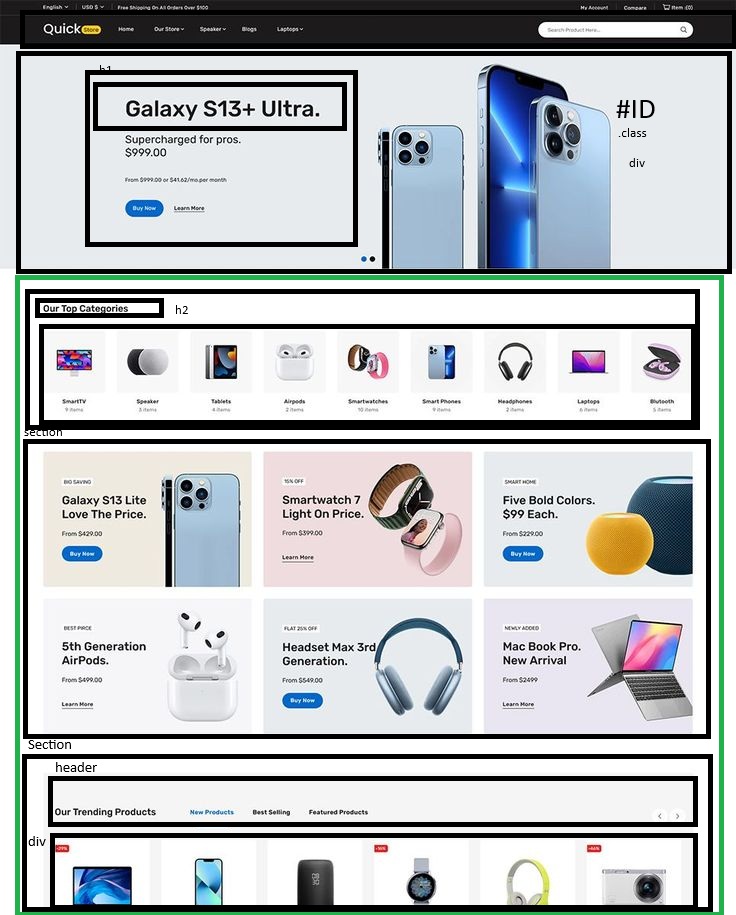 English USD $ Free Shipping On All Orders Over $100 My Account Compare Item (0)
Quick Store Home Our Store Speaker Blogs Laptops Search Product Here...
h1
Galaxy S13+ Ultra.
Supercharged for pros.
$999.00
From $999.00 or $41.62/mo.per month
Buy Now Learn More
#ID
.class
div
Our Top Categories h2
SmartTV Speaker Tablets Airpods Smartwatches Smart Phones Headphones Laptops Blutooth
9 items 3 items 4 items 2 items 10 items 9 items 2 items 6 items 5 items
section
BIG SAVING
Galaxy S13 Lite
Love The Price.
From $429.00
Buy Now
15% OFF
Smartwatch 7
Light On Price.
From $399.00
Learn More
SMART HOME
Five Bold Colors.
$99 Each.
From $229.00
Buy Now
BEST PIRCE
5th Generation
AirPods.
From $499.00
Learn More
FLAT 25% OFF
Headset Max 3rd
Generation.
From $549.00
Buy Now
NEWLY ADDED
Mac Book Pro.
New Arrival
From $2499
Learn More
Section
header
Our Trending Products New Products Best Selling Featured Products
div
-29% -16% -46%